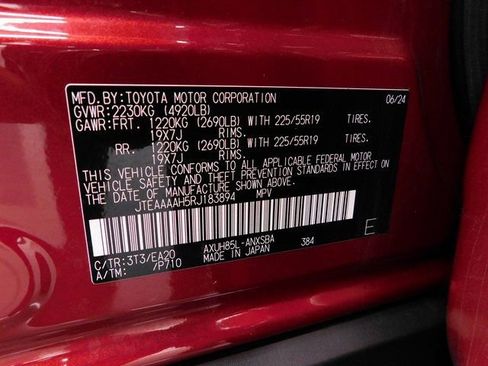 MFD.BY:TOYOTA MOTOR CORPORATION 06/24
GVWR:2230KG (4920LB)
GAWR:FRT. 1220KG (2690LB) WITH 225/55R19 TIRES.
19X7J RIMS.
RR. 1220KG (2690LB) WITH 225/55R19 TIRES.
19X7J RIMS.
THIS VEHICLE CONFORMS TO ALL APPLICABLE FEDERAL MOTOR
VEHICLE SAFETY, BUMPER, AND THEFT PREVENTION STANDARDS IN EFFECT ON
THE DATE OF MANUFACTURE SHOWN ABOVE.
JTEAAAAH5RJ183894 MPV
C/TR:3T3/EA20 AXUH85L-ANXSBA 384
A/TM: /P710 MADE IN JAPAN E